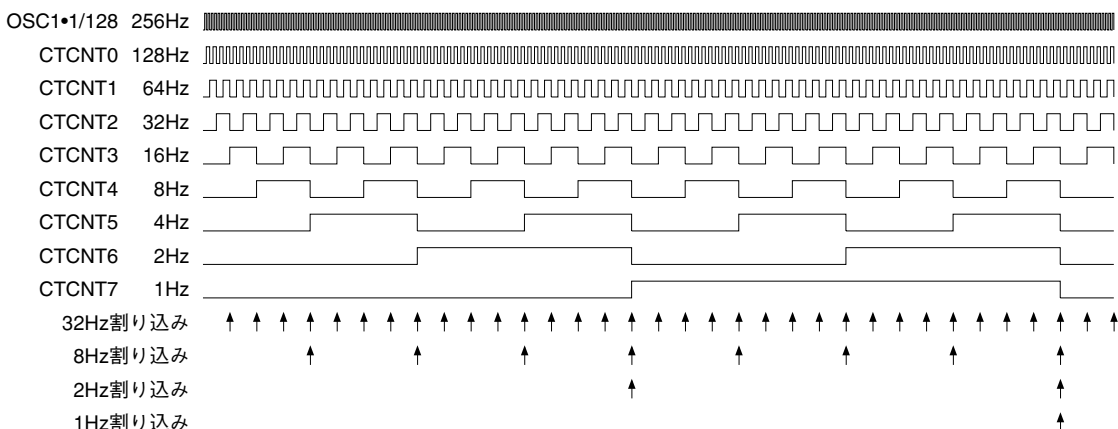 OSC1•1/128 256Hz
CTCNT0 128Hz
CTCNT1 64Hz
CTCNT2 32Hz
CTCNT3 16Hz
CTCNT4 8Hz
CTCNT5 4Hz
CTCNT6 2Hz
CTCNT7 1Hz
32Hz割り込み
8Hz割り込み
2Hz割り込み
1Hz割り込み